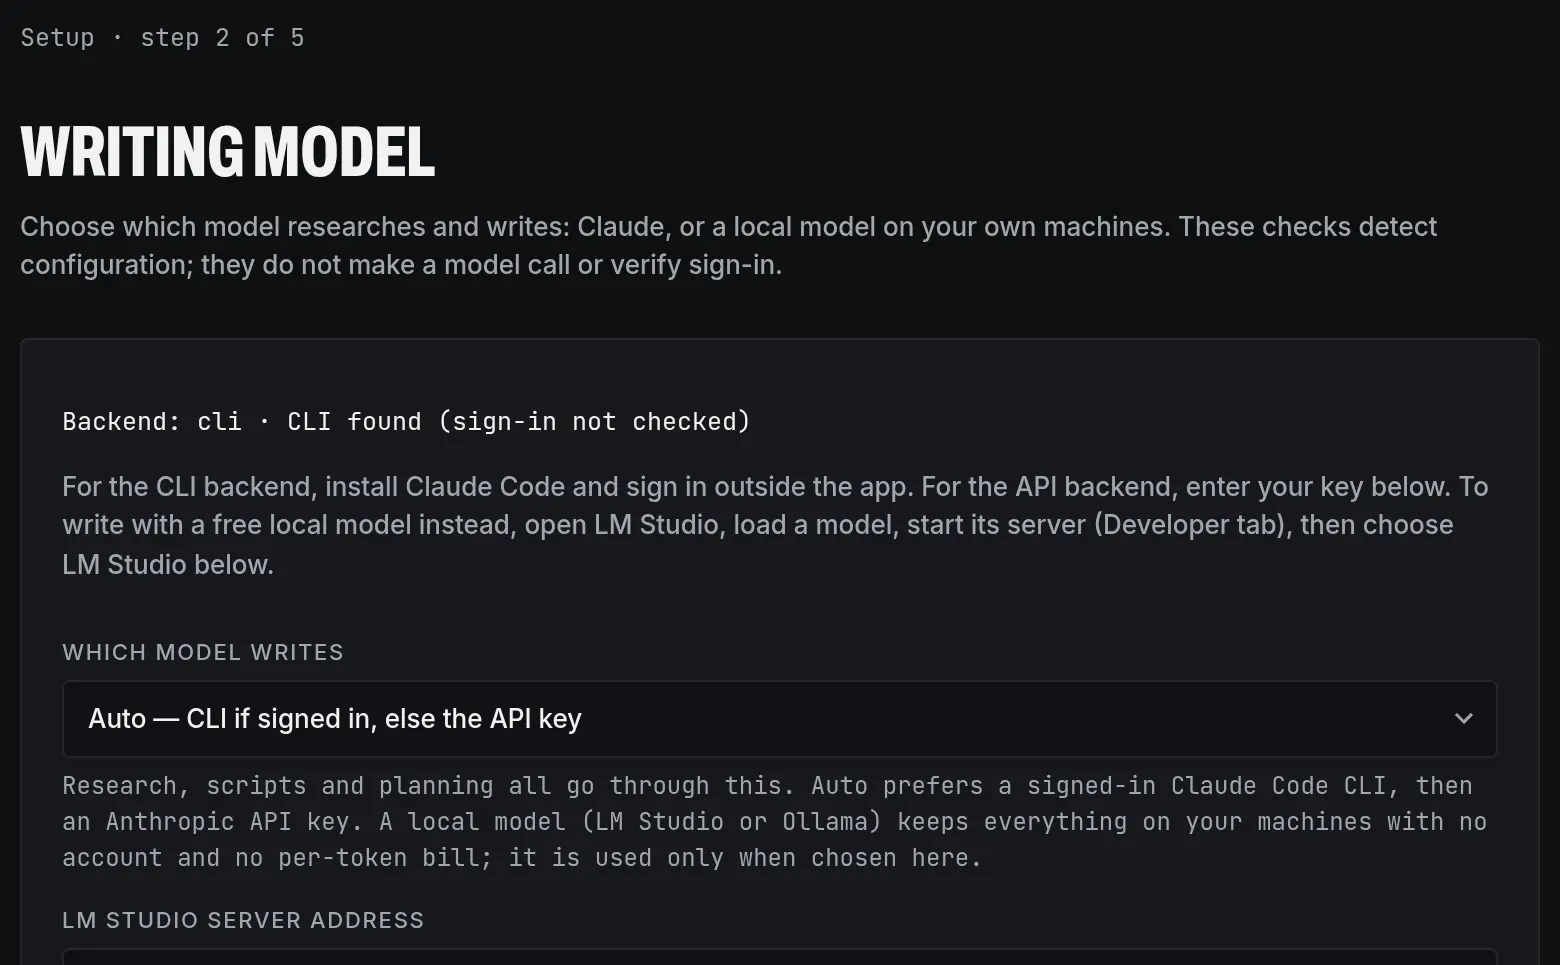 Setup · step 2 of 5
WRITING MODEL
Choose which model researches and writes: Claude, or a local model on your own machines. These checks detect
configuration; they do not make a model call or verify sign-in.
Backend: cli · CLI found (sign-in not checked)
For the CLI backend, install Claude Code and sign in outside the app. For the API backend, enter your key below. To
write with a free local model instead, open LM Studio, load a model, start its server (Developer tab), then choose
LM Studio below.
WHICH MODEL WRITES
Auto — CLI if signed in, else the API key
Research, scripts and planning all go through this. Auto prefers a signed-in Claude Code CLI, then
an Anthropic API key. A local model (LM Studio or Ollama) keeps everything on your machines with no
account and no per-token bill; it is used only when chosen here.
LM STUDIO SERVER ADDRESS